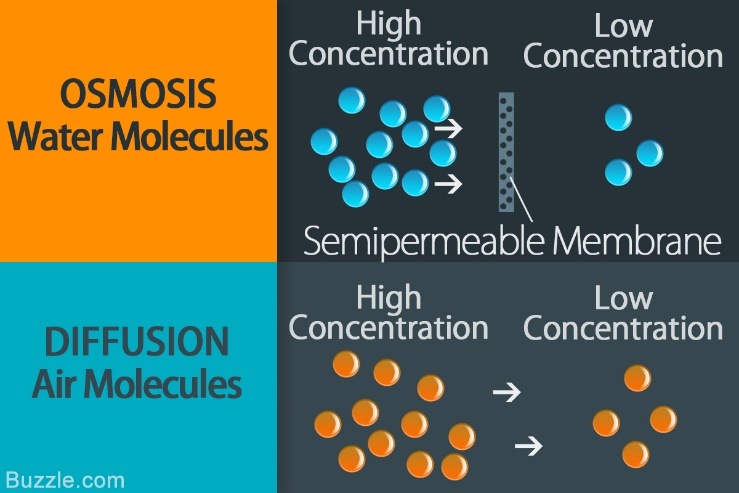 OSMOSIS
Water Molecules
High
Concentration
Low
Concentration
Semipermeable Membrane
DIFFUSION
Air Molecules
High
Concentration
Low
Concentration
Buzzle.com